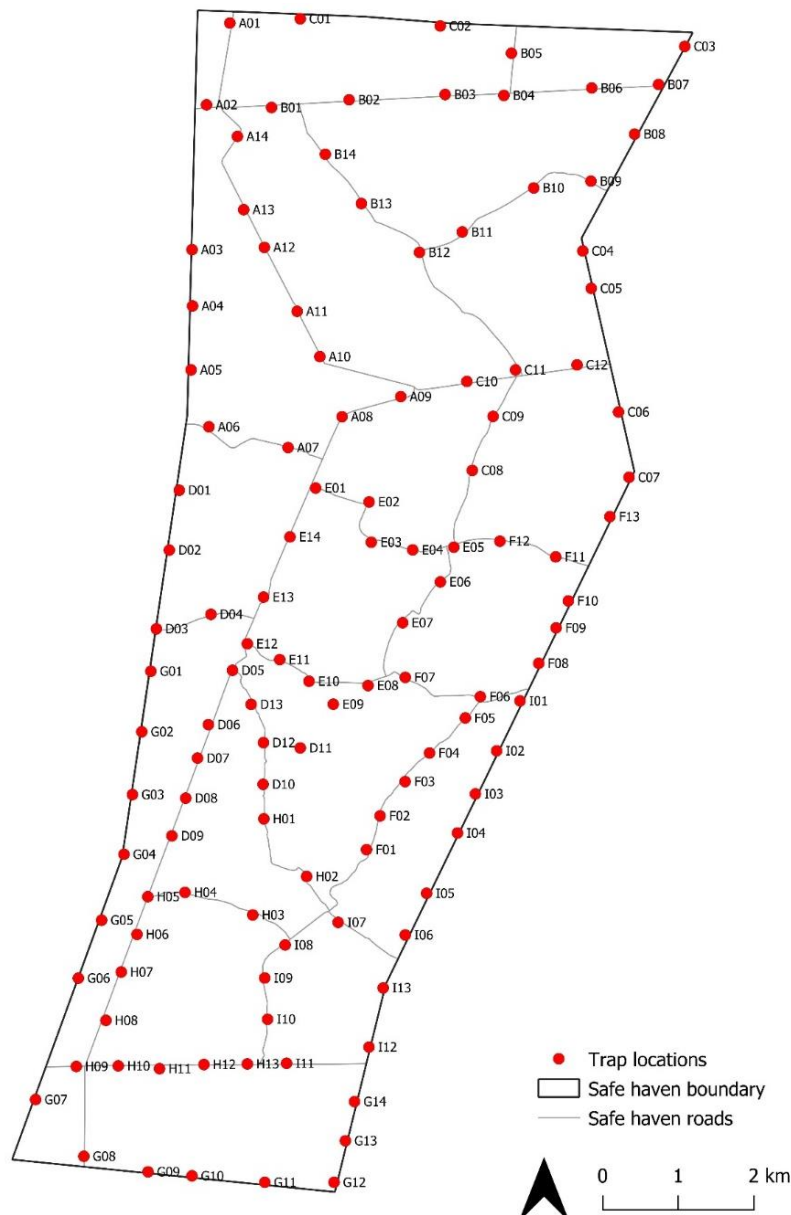 A01
C01
C02
C03
B05
B07
B06
B04
B03
B02
A02
B01
B08
A14
B14
B09
B10
B13
A13
B11
A12
B12
A03
C04
C05
A04
A11
A10
C12
C11
A05
C10
A09
C06
A08
C09
A06
A07
C08
C07
E01
D01
E02
F13
E14
E03
F12
E05
E04
D02
F11
E06
E13
F10
D04
E07
D03
F09
E12
E11
F08
D05
G01
F07
E10
E08
F06
I01
D13
E09
F05
D06
G02
D12
D11
I02
F04
D07
F03
D10
G03
D08
I03
F02
H01
I04
D09
F01
G04
H02
H04
I05
H05
H03
G05
I07
H06
I06
I08
H07
G06
I09
I13
H08
I10
I12
Trap locations
H09
H10
H11
H12
H13
I11
Safe haven boundary
G07
G14
Safe haven roads
G13
G08
G09
G10
G11
G12
0 1 2 km